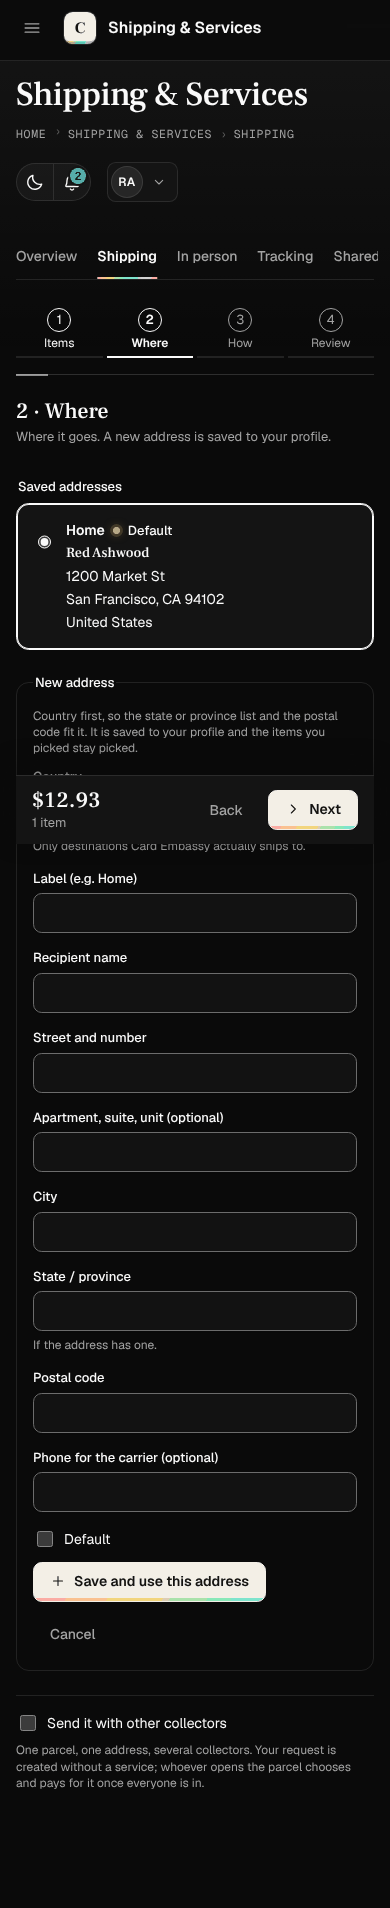 C Shipping & Services
Shipping & Services
HOME › SHIPPING & SERVICES › SHIPPING
2
RA
Overview Shipping In person Tracking Shared
1 2 3 4
Items Where How Review
2 · Where
Where it goes. A new address is saved to your profile.
Saved addresses
Home Default
Red Ashwood
1200 Market St
San Francisco, CA 94102
United States
New address
Country first, so the state or province list and the postal
code fit it. It is saved to your profile and the items you
picked stay picked.
Country
$12.93
1 item
Back
Next
Only destinations Card Embassy actually ships to.
Label (e.g. Home)
Recipient name
Street and number
Apartment, suite, unit (optional)
City
State / province
If the address has one.
Postal code
Phone for the carrier (optional)
Default
+ Save and use this address
Cancel
Send it with other collectors
One parcel, one address, several collectors. Your request is
created without a service; whoever opens the parcel chooses
and pays for it once everyone is in.